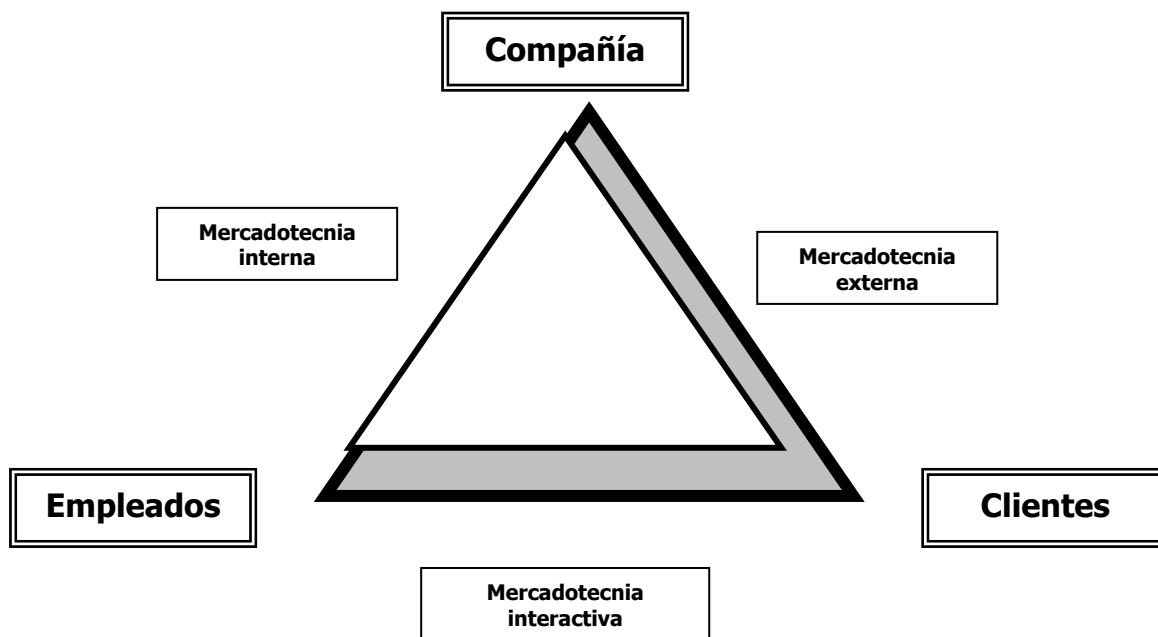 Compañía
Mercadotecnia
interna
Mercadotecnia
externa
Empleados
Clientes
Mercadotecnia
interactiva